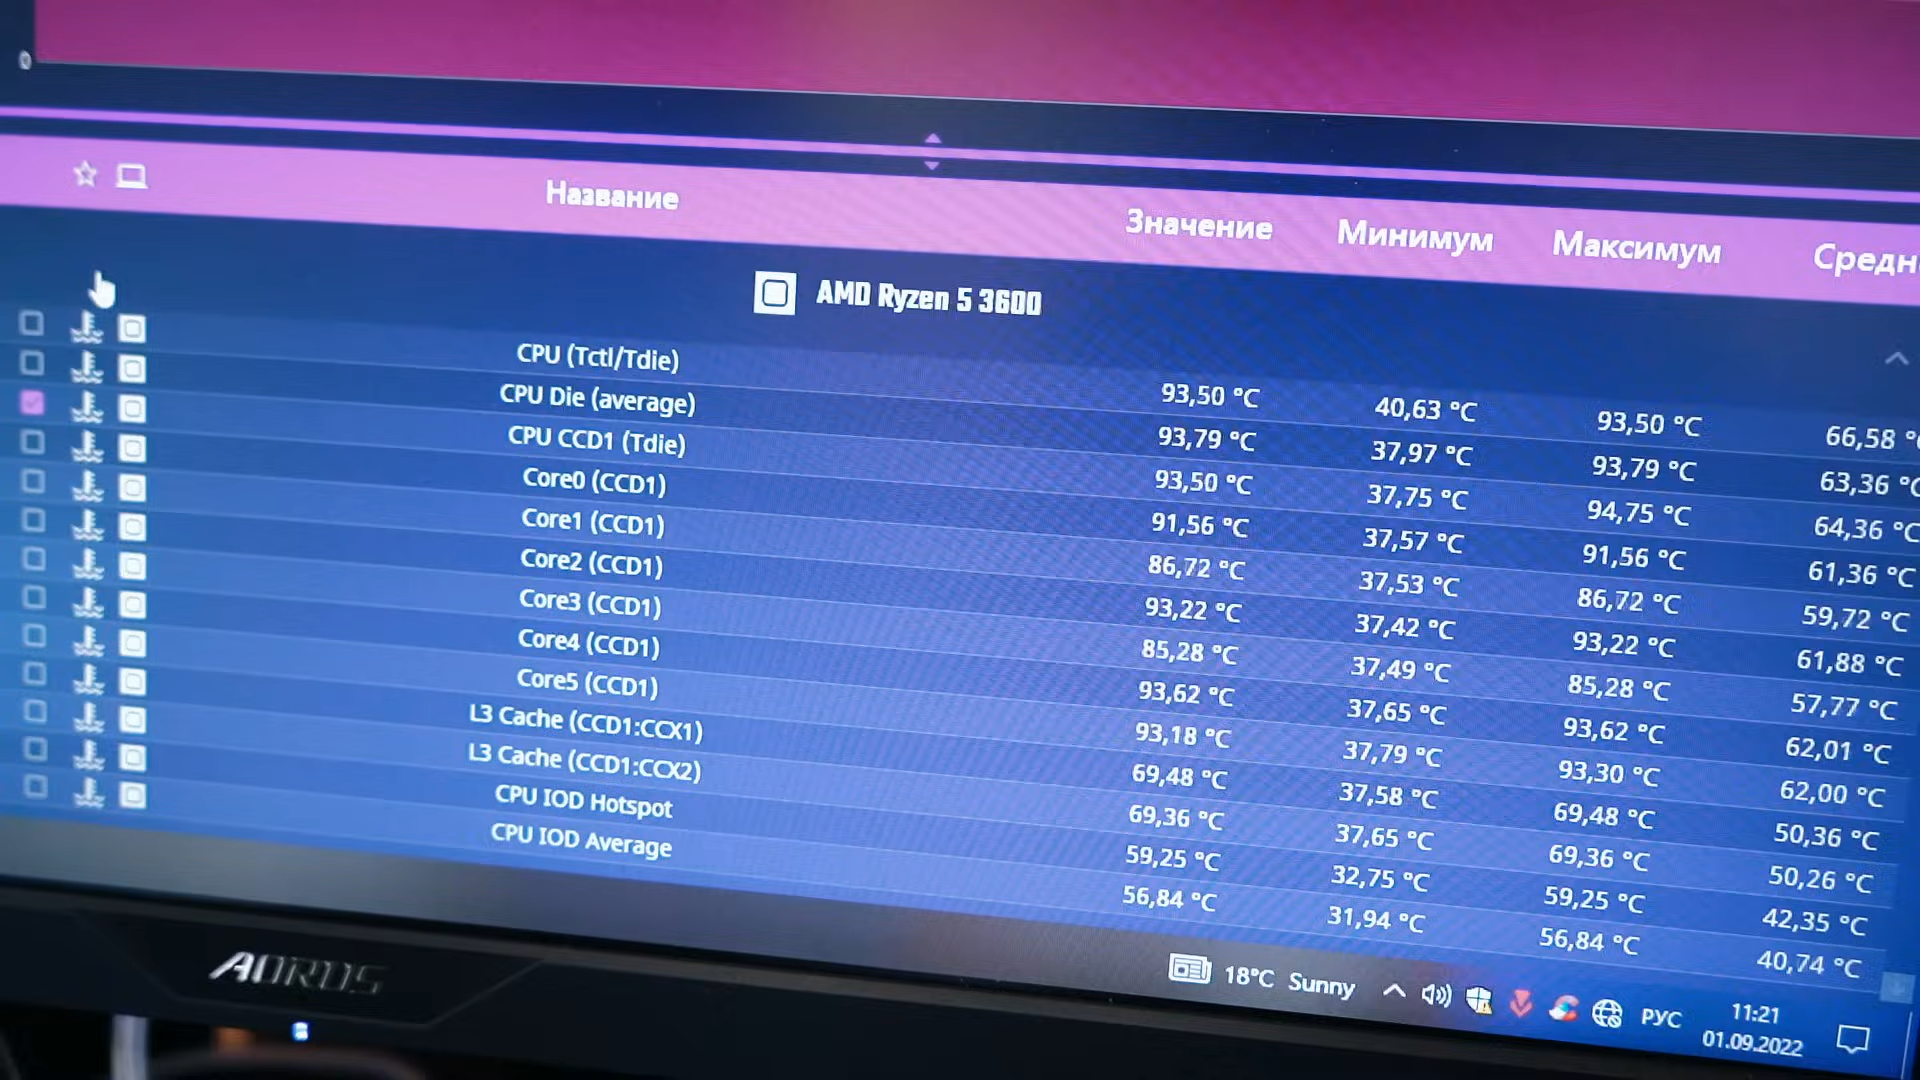 0
Название Значение Минимум Максимум Средн
AMD Ryzen 5 3600
CPU (Tctl/Tdie) 93,50 °C 40,63 °C 93,50 °C 66,58 °C
CPU Die (average) 93,79 °C 37,97 °C 93,79 °C 63,36 °C
CPU CCD1 (Tdie) 93,50 °C 37,75 °C 94,75 °C 64,36 °C
Core0 (CCD1) 91,56 °C 37,57 °C 91,56 °C 61,36 °C
Core1 (CCD1) 86,72 °C 37,53 °C 86,72 °C 59,72 °C
Core2 (CCD1) 93,22 °C 37,42 °C 93,22 °C 61,88 °C
Core3 (CCD1) 85,28 °C 37,49 °C 85,28 °C 57,77 °C
Core4 (CCD1) 93,62 °C 37,65 °C 93,62 °C 62,01 °C
Core5 (CCD1) 93,18 °C 37,79 °C 93,30 °C 62,00 °C
L3 Cache (CCD1:CCX1) 69,48 °C 37,58 °C 69,48 °C 50,36 °C
L3 Cache (CCD1:CCX2) 69,36 °C 37,65 °C 69,36 °C 50,26 °C
CPU IOD Hotspot 59,25 °C 32,75 °C 59,25 °C 42,35 °C
CPU IOD Average 56,84 °C 31,94 °C 56,84 °C 40,74 °C
18°C Sunny РУС 11:21
01.09.2022
AORUS